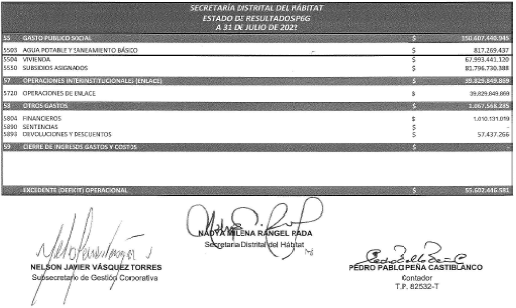 SECRETARÍA DISTRITAL DEL HÁBITAT
ESTADO DE RESULTADOS P6G
A 31 DE JULIO DE 2021
55 GASTO PÚBLICO SOCIAL $ 150.607.440.945
5503 AGUA POTABLE Y SANEAMIENTO BÁSICO $ 817.269.437
5504 VIVIENDA $ 67.993.441.120
5550 SUBSIDIOS ASIGNADOS $ 81.796.730.388
57 OPERACIONES INTERINSTITUCIONALES (ENLACE) $ 39.829.849.869
5720 OPERACIONES DE ENLACE $ 39.829.849.869
58 OTROS GASTOS $ 1.067.568.285
5804 FINANCIEROS $ 1.010.131.019
5890 SENTENCIAS $ -
5893 DEVOLUCIONES Y DESCUENTOS $ 57.437.266
59 CIERRE DE INGRESOS GASTOS Y COSTOS $ -
EXCEDENTE (DEFICIT) OPERACIONAL $ 55.602.446.581
NADYA MILENA RANGEL RADA
Secretaria Distrital del Hábitat
NELSON JAVIER VÁSQUEZ TORRES
Subsecretario de Gestión Corporativa
PEDRO PABLO PEÑA CASTIBLANCO
Contador
T.P. 82532-T